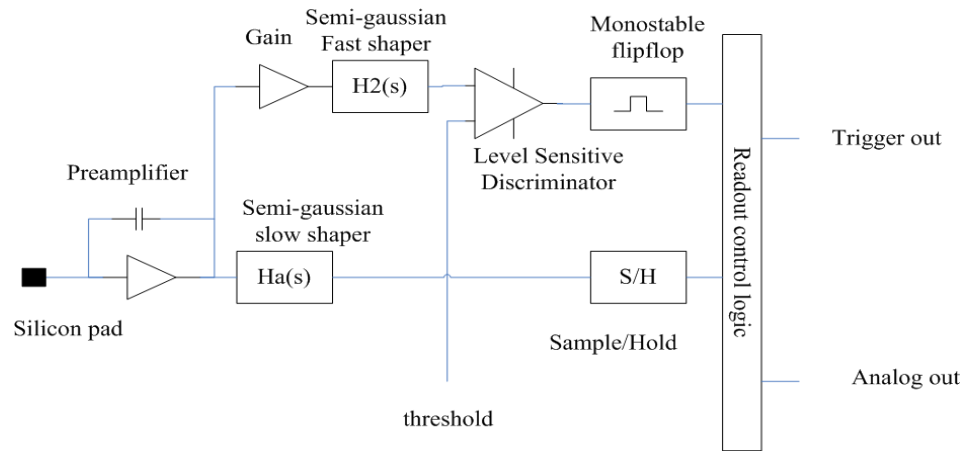 Semi-gaussian
Fast shaper
Gain
H2(s)
Monostable
flipflop
Level Sensitive
Discriminator
Readout control logic
Trigger out
Preamplifier
Semi-gaussian
slow shaper
Ha(s)
S/H
Silicon pad
Sample/Hold
Analog out
threshold